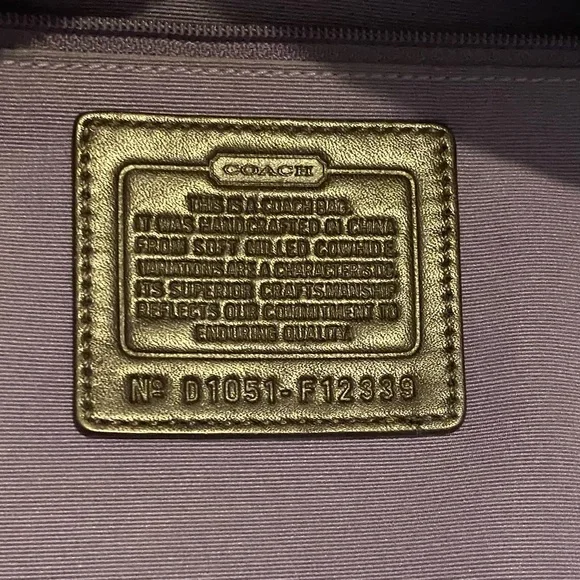 COACH
THIS IS A COACH BAG.
IT WAS HANDCRAFTED IN CHINA
FROM SOFT MILLED COWHIDE.
VARIATIONS ARE A CHARACTERISTIC.
ITS SUPERIOR CRAFTSMANSHIP
REFLECTS OUR COMMITMENT TO
ENDURING QUALITY.
Nº D1051-F12339